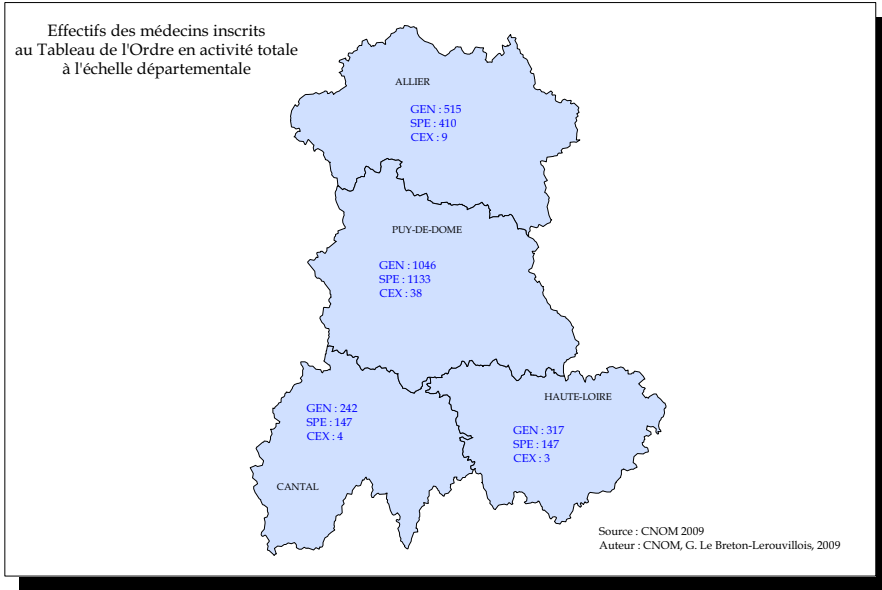 Effectifs des médecins inscrits
au Tableau de l'Ordre en activité totale
à l'échelle départementale
ALLIER
GEN : 515
SPE : 410
CEX : 9
PUY-DE-DOME
GEN : 1046
SPE : 1133
CEX : 38
HAUTE-LOIRE
GEN : 317
SPE : 147
CEX : 3
GEN : 242
SPE : 147
CEX : 4
CANTAL
Source : CNOM 2009
Auteur : CNOM, G. Le Breton-Lerouvillois, 2009